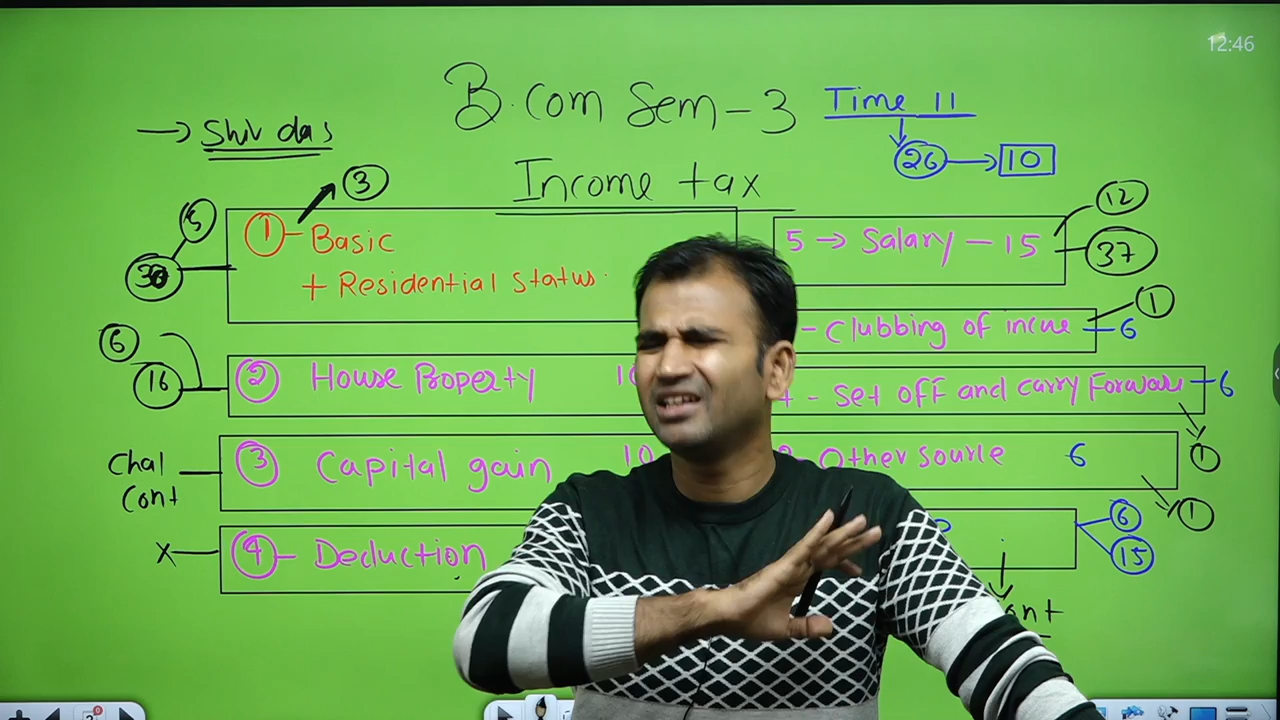 12:46
B.Com Sem-3
Time 11
26 → 10
→ Shiv das
Income tax
3
5
1 - Basic
+ Residential Status
5 → Salary - 15
12
37
- Clubbing of incue - 6
1
6
16
2 House Property
- Set off and carry Forward - 6
1
Chal
Cont
3 Capital gain 10
- Other source 6
1
X
4 - Deduction
6
15